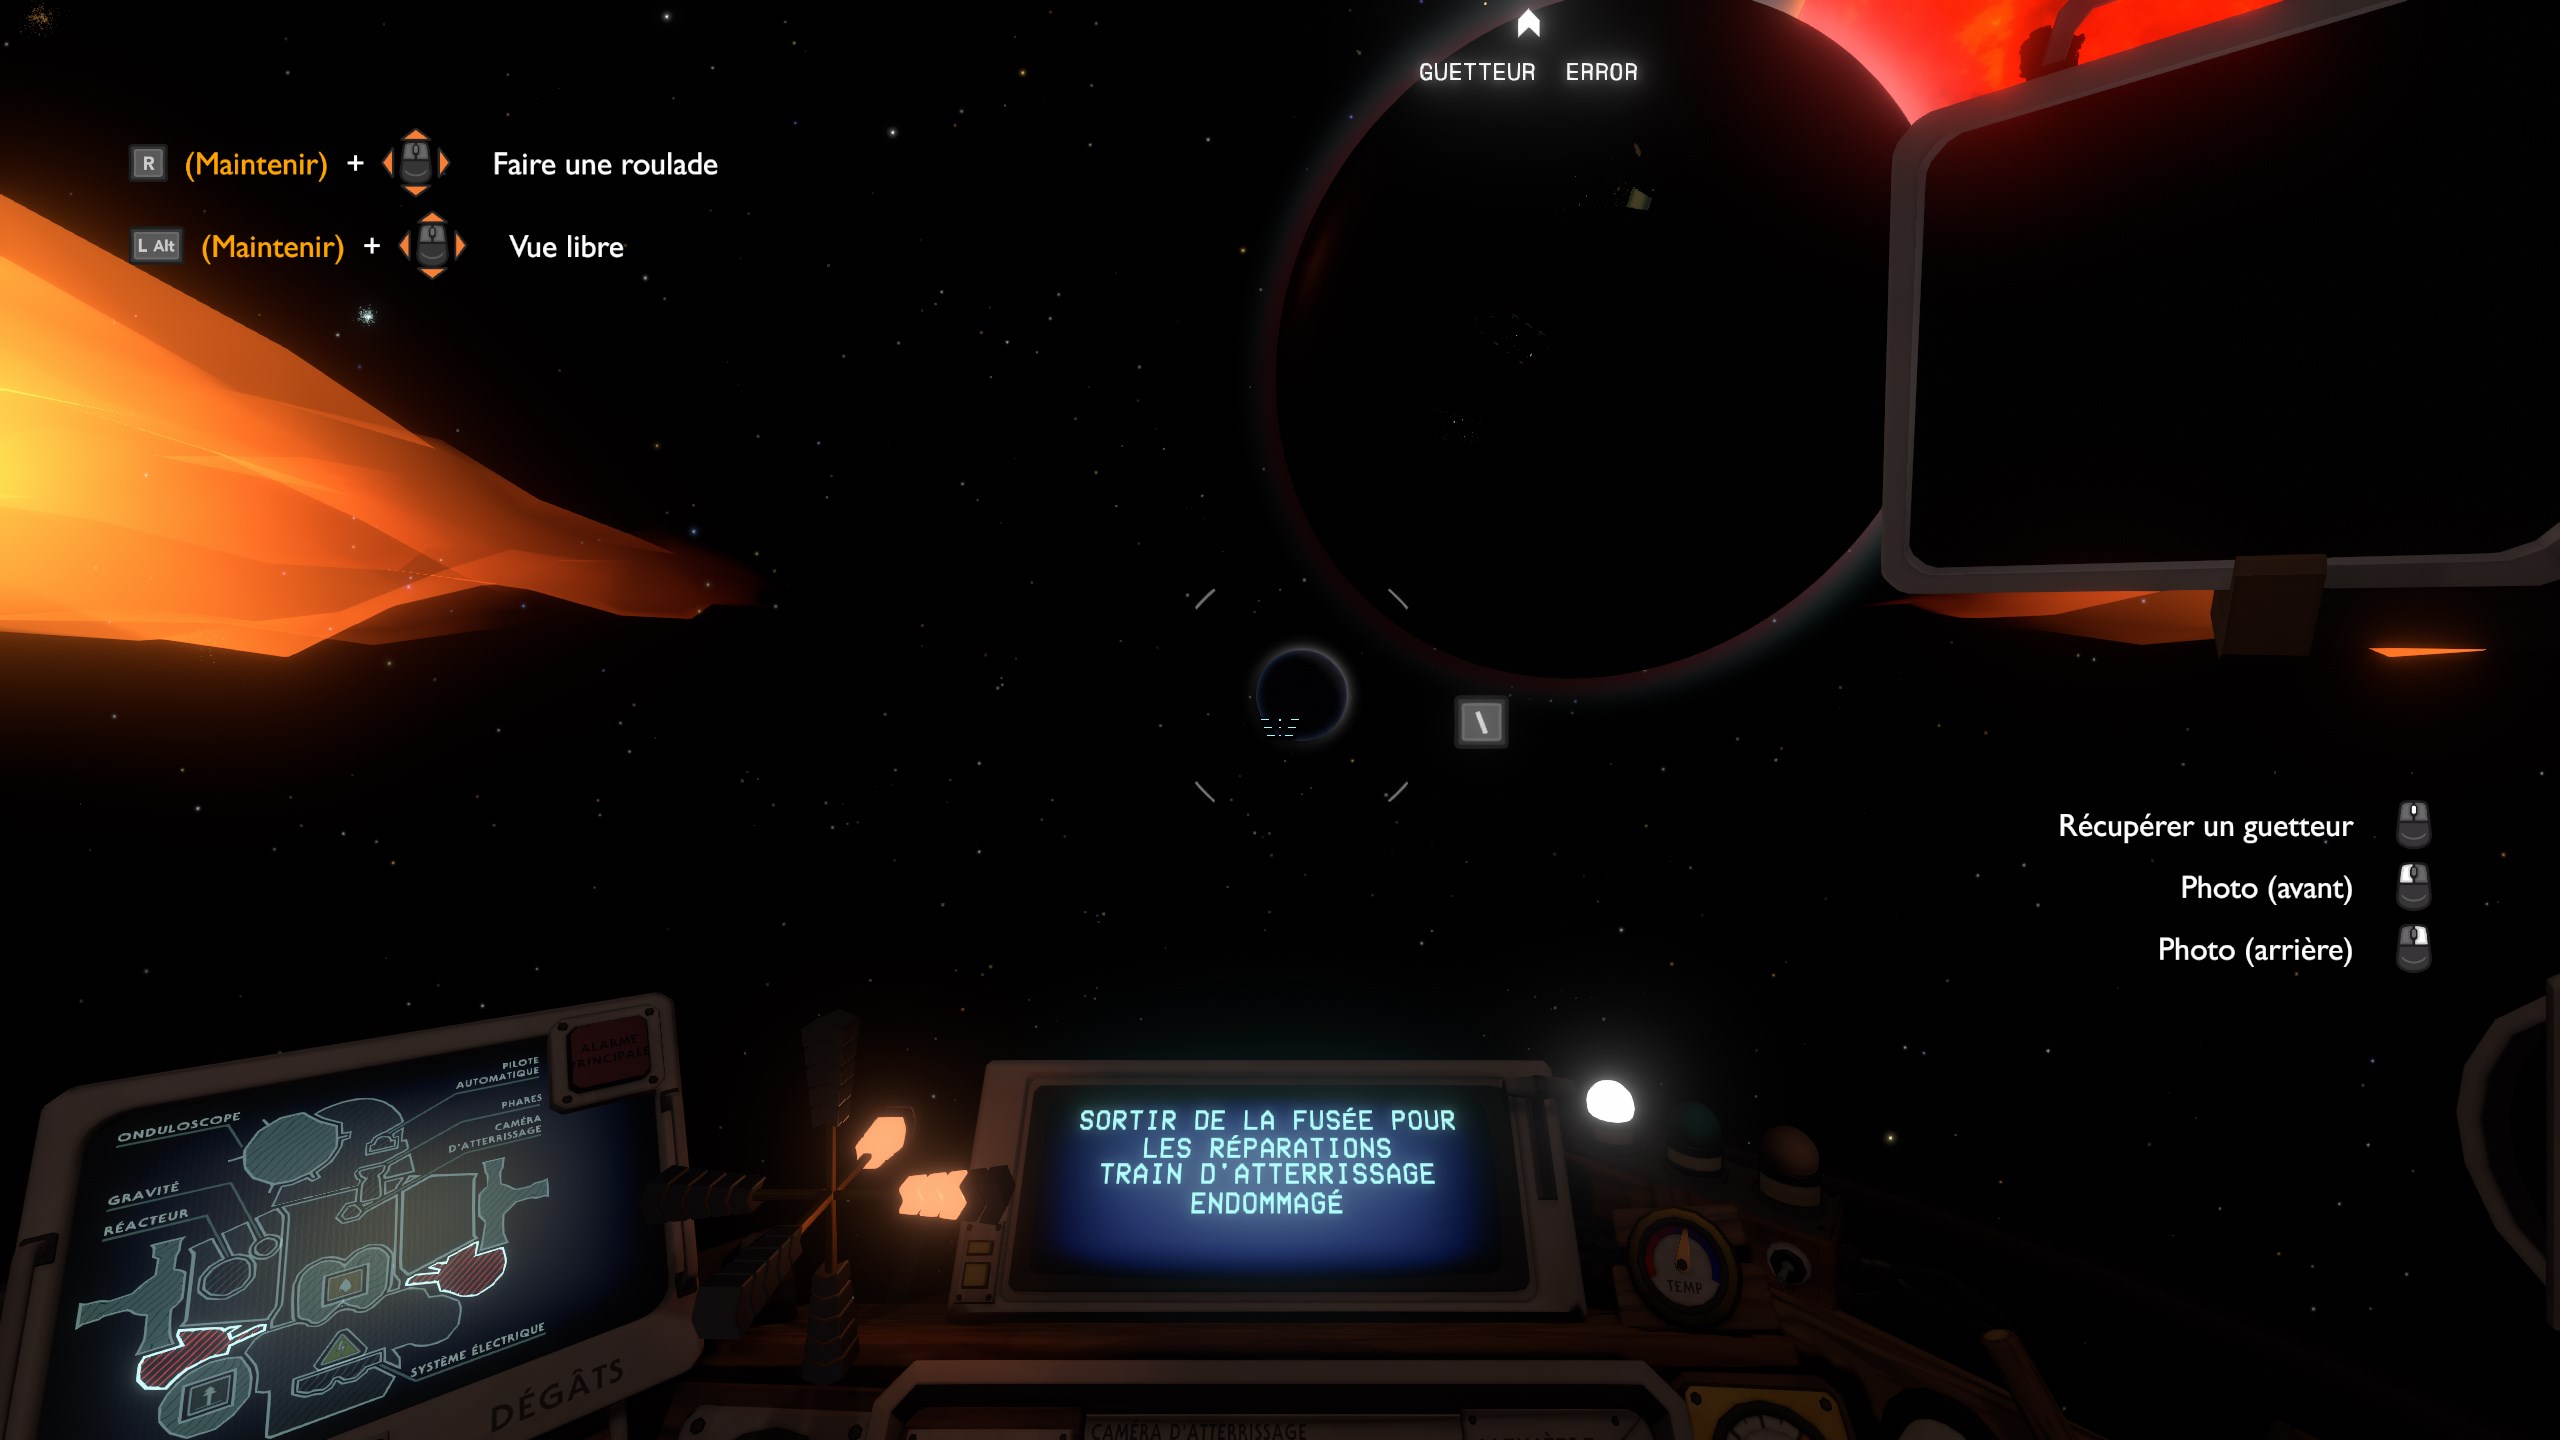 GUETTEUR ERROR
R (Maintenir) + Faire une roulade
L Alt (Maintenir) + Vue libre
\
Récupérer un guetteur
Photo (avant)
Photo (arrière)
ALARME
PRINCIPALE
PILOTE
AUTOMATIQUE
PHARES
CAMÉRA
D'ATTERRISSAGE
ONDULOSCOPE
GRAVITÉ
RÉACTEUR
SYSTÈME ÉLECTRIQUE
DÉGÂTS
SORTIR DE LA FUSÉE POUR
LES RÉPARATIONS
TRAIN D'ATTERRISSAGE
ENDOMMAGÉ
TEMP
CAMÉRA D'ATTERRISSAGE